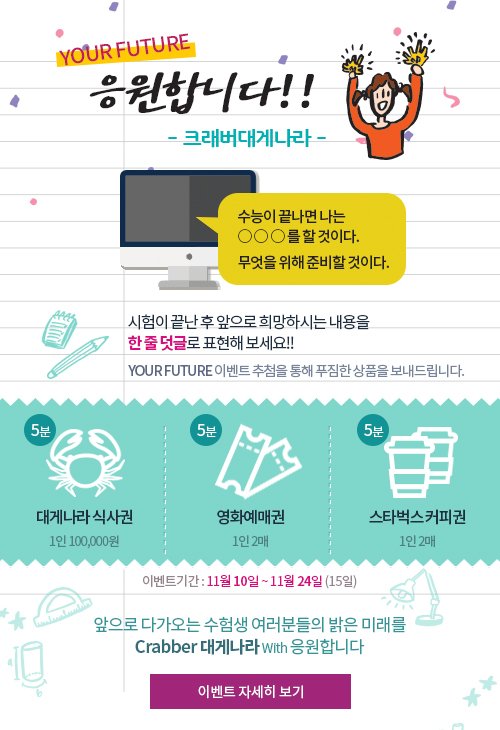 YOUR FUTURE
응원합니다!!
- 크래버대게나라 -
수능이 끝나면 나는
○○○를 할 것이다.
무엇을 위해 준비할 것이다.
시험이 끝난 후 앞으로 희망하시는 내용을
한 줄 덧글로 표현해 보세요!!
YOUR FUTURE 이벤트 추첨을 통해 푸짐한 상품을 보내드립니다.
5분
대게나라 식사권
1인 100,000원
5분
영화예매권
1인 2매
5분
스타벅스 커피권
1인 2매
이벤트기간 : 11월 10일 ~ 11월 24일 (15일)
앞으로 다가오는 수험생 여러분들의 밝은 미래를
Crabber 대게나라 With 응원합니다
이벤트 자세히 보기